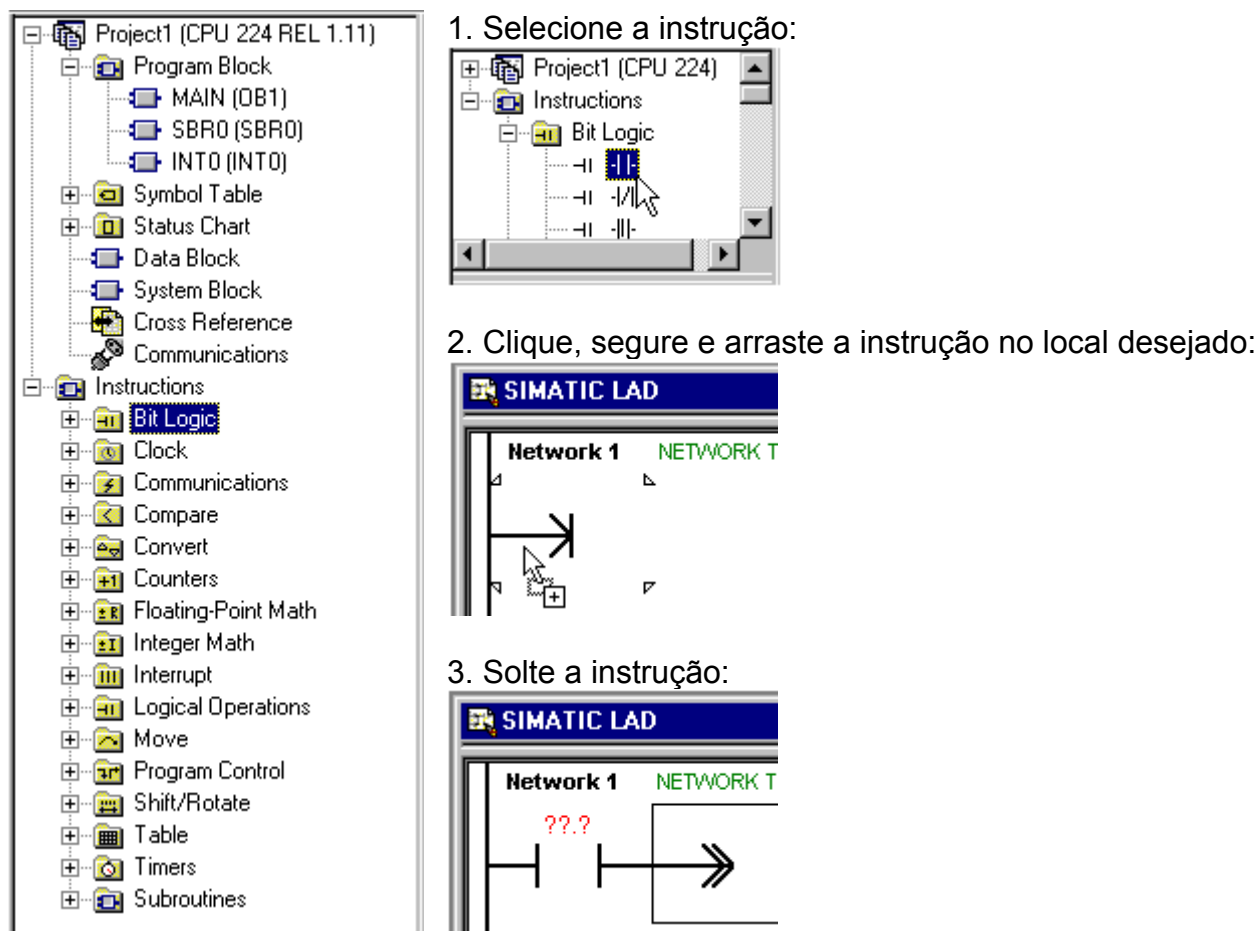 Project1 (CPU 224 REL 1.11)
Program Block
MAIN (OB1)
SBR0 (SBR0)
INT0 (INT0)
Symbol Table
Status Chart
Data Block
System Block
Cross Reference
Communications
Instructions
Bit Logic
Clock
Communications
Compare
Convert
Counters
Floating-Point Math
Integer Math
Interrupt
Logical Operations
Move
Program Control
Shift/Rotate
Table
Timers
Subroutines
1. Selecione a instrução:
Project1 (CPU 224)
Instructions
Bit Logic
-| |-
-|/|-
-|||-
2. Clique, segure e arraste a instrução no local desejado:
SIMATIC LAD
Network 1 NETWORK T
3. Solte a instrução:
SIMATIC LAD
Network 1 NETWORK T
??.?